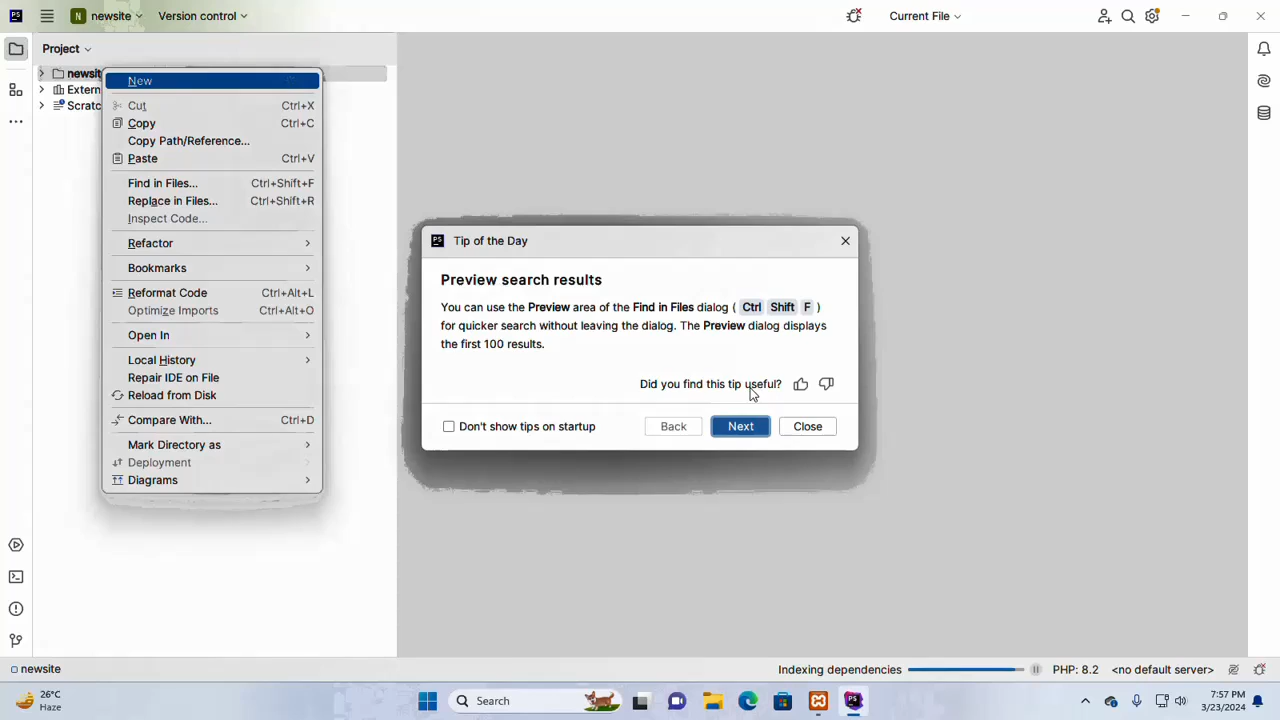 PS N newsite Version control Current File
Project
newsit
Extern
Scratc
New
Cut Ctrl+X
Copy Ctrl+C
Copy Path/Reference...
Paste Ctrl+V
Find in Files... Ctrl+Shift+F
Replace in Files... Ctrl+Shift+R
Inspect Code...
Refactor
Bookmarks
Reformat Code Ctrl+Alt+L
Optimize Imports Ctrl+Alt+O
Open In
Local History
Repair IDE on File
Reload from Disk
Compare With... Ctrl+D
Mark Directory as
Deployment
Diagrams
PS Tip of the Day
Preview search results
You can use the Preview area of the Find in Files dialog ( Ctrl Shift F )
for quicker search without leaving the dialog. The Preview dialog displays
the first 100 results.
Did you find this tip useful?
Don't show tips on startup Back Next Close
newsite Indexing dependencies PHP: 8.2 <no default server>
26°C
Haze
Search
PS
7:57 PM
3/23/2024